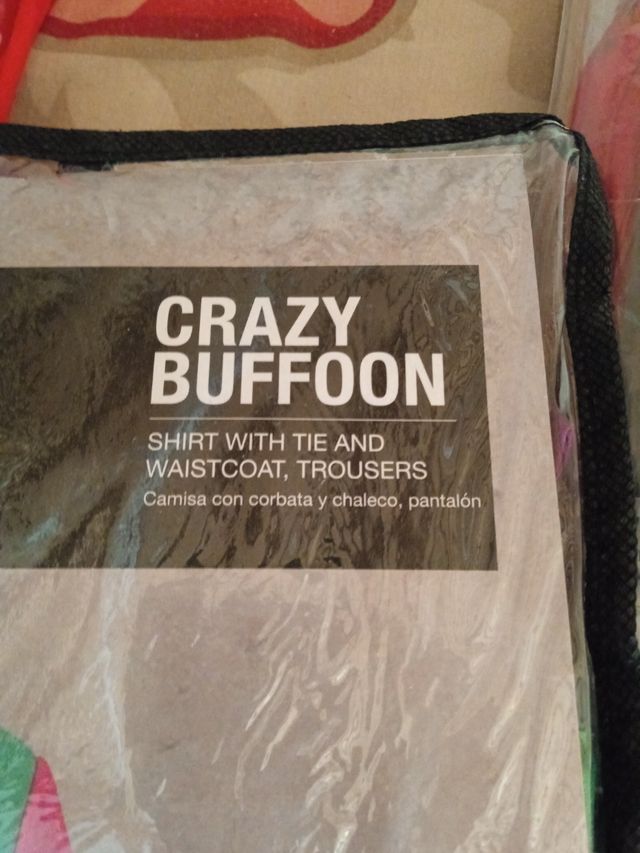 CRAZY
BUFFOON
SHIRT WITH TIE AND
WAISTCOAT, TROUSERS
Camisa con corbata y chaleco, pantalón